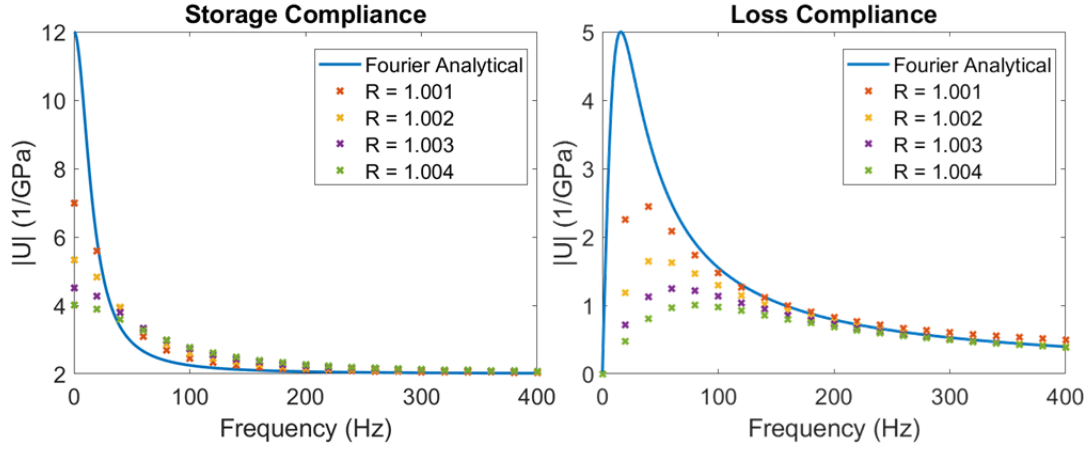 Storage Compliance
|U| (1/GPa)
12
10
8
6
4
2
0
100
200
300
400
Frequency (Hz)
Fourier Analytical
R = 1.001
R = 1.002
R = 1.003
R = 1.004
Loss Compliance
|U| (1/GPa)
5
4
3
2
1
0
0
100
200
300
400
Frequency (Hz)
Fourier Analytical
R = 1.001
R = 1.002
R = 1.003
R = 1.004